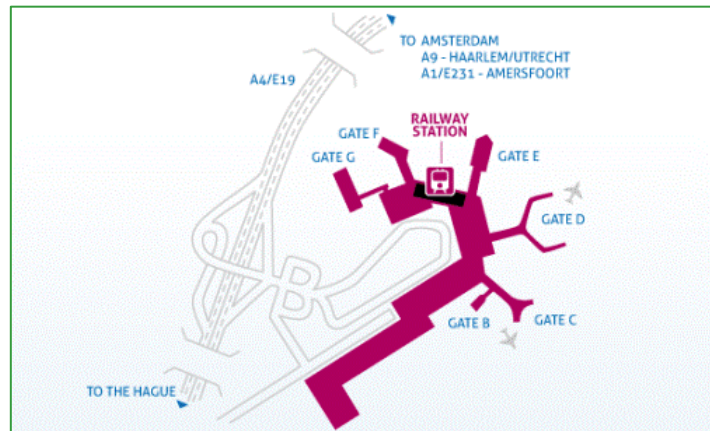 TO AMSTERDAM
A9 - HAARLEM/UTRECHT
A1/E231 - AMERSFOORT
A4/E19
RAILWAY
STATION
GATE F
GATE G
GATE E
GATE D
GATE B
GATE C
TO THE HAGUE